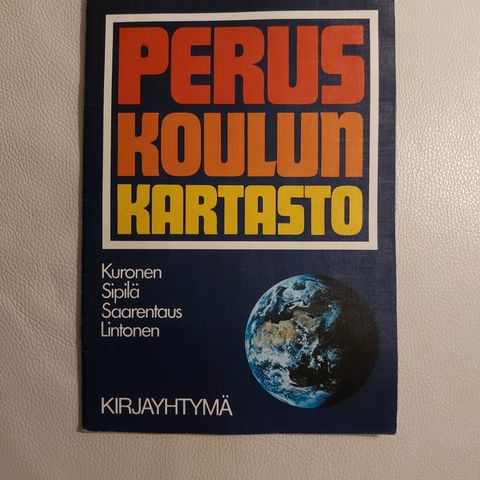 PERUS
KOULUN
KARTASTO
Kuronen
Sipilä
Saarentaus
Lintonen
KIRJAYHTYMÄ